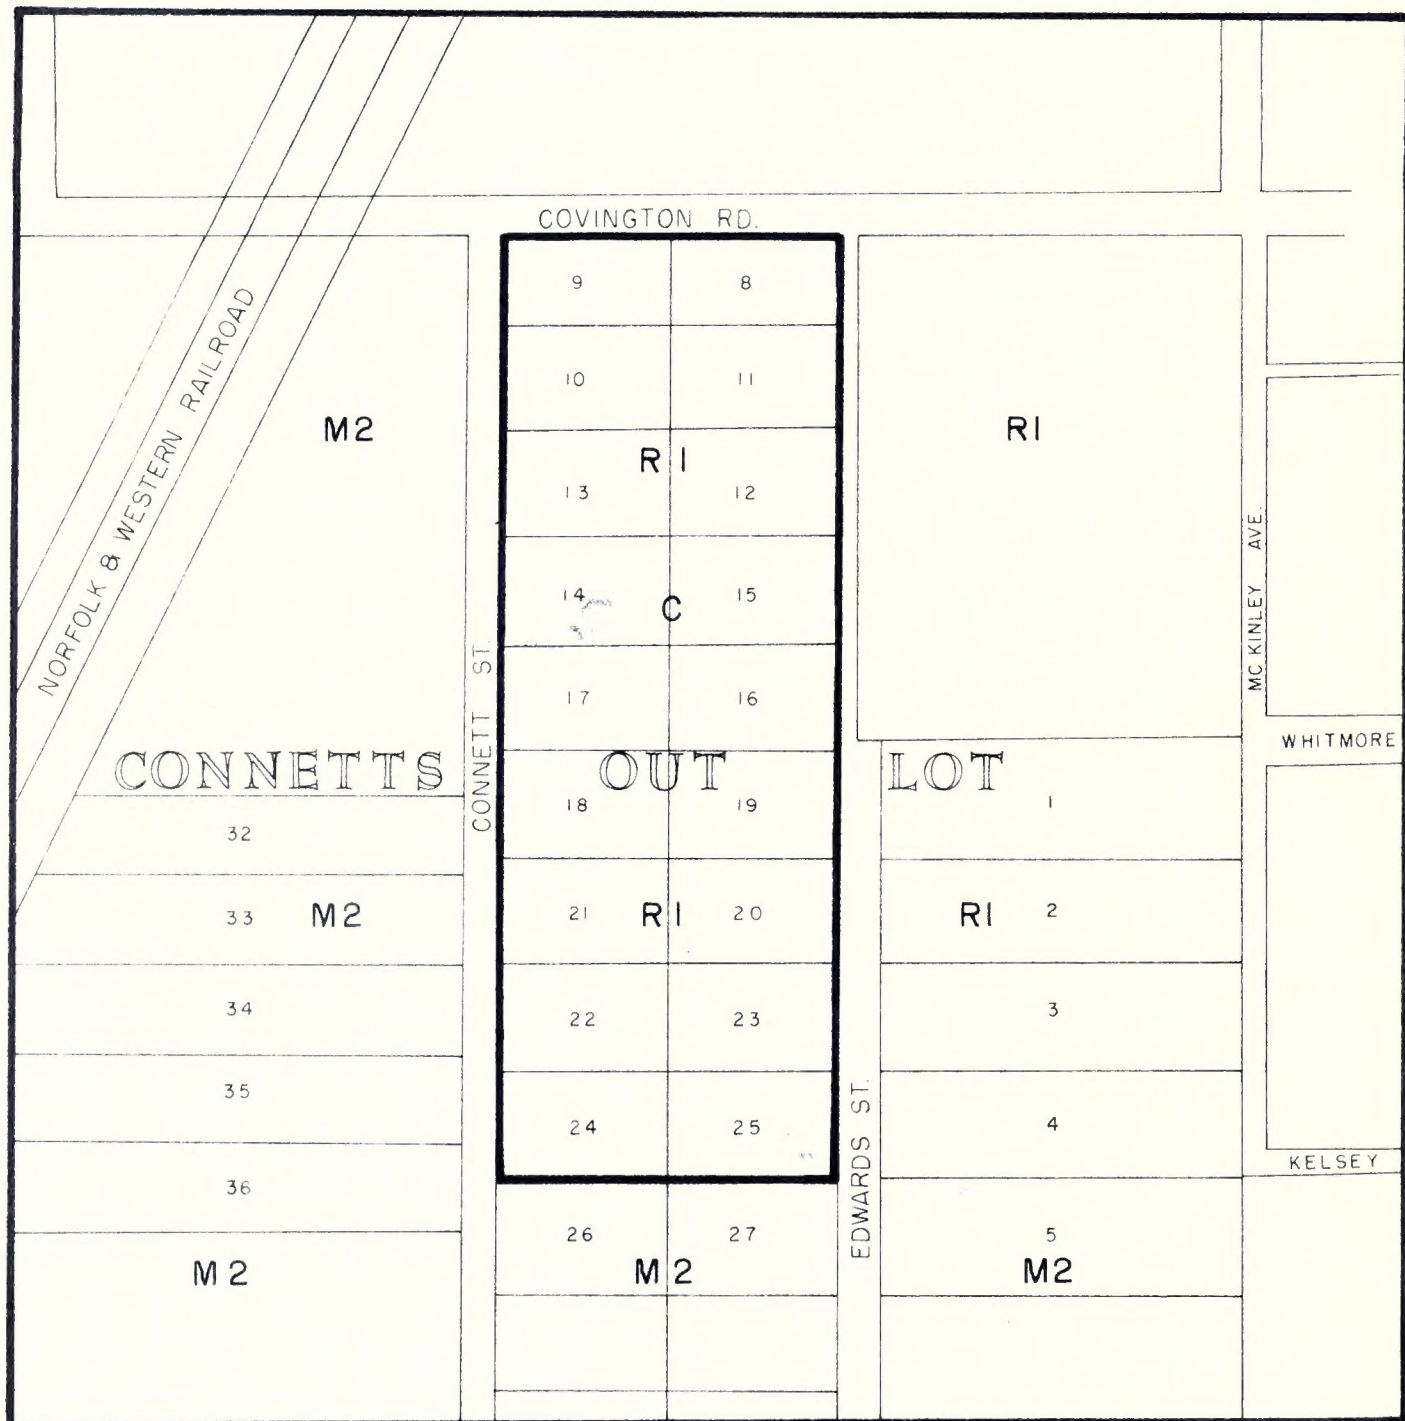 COVINGTON RD.
9 8
10 11
NORFOLK & WESTERN RAILROAD
M2 R1 R1
13 12
MC KINLEY AVE.
14 C 15
17 16
CONNETT ST.
WHITMORE
CONNETTS OUT LOT
18 19 1
32
33 M2 21 R1 20 R1 2
34 22 23 3
35 24 25 4
EDWARDS ST.
KELSEY
36
26 27 5
M2 M2 M2